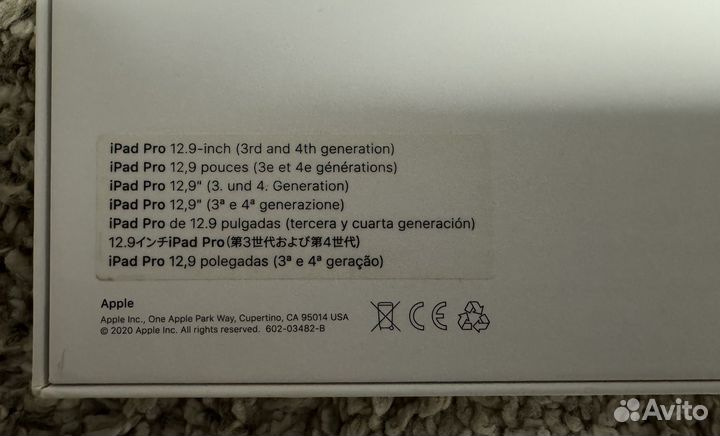 iPad Pro 12.9-inch (3rd and 4th generation)
iPad Pro 12,9 pouces (3e et 4e générations)
iPad Pro 12,9" (3. und 4. Generation)
iPad Pro 12,9" (3ª e 4ª generazione)
iPad Pro de 12.9 pulgadas (tercera y cuarta generación)
12.9インチiPad Pro(第3世代および第4世代)
iPad Pro 12,9 polegadas (3ª e 4ª geração)
Apple
Apple Inc., One Apple Park Way, Cupertino, CA 95014 USA
© 2020 Apple Inc. All rights reserved. 602-03482-B
CE
Avito